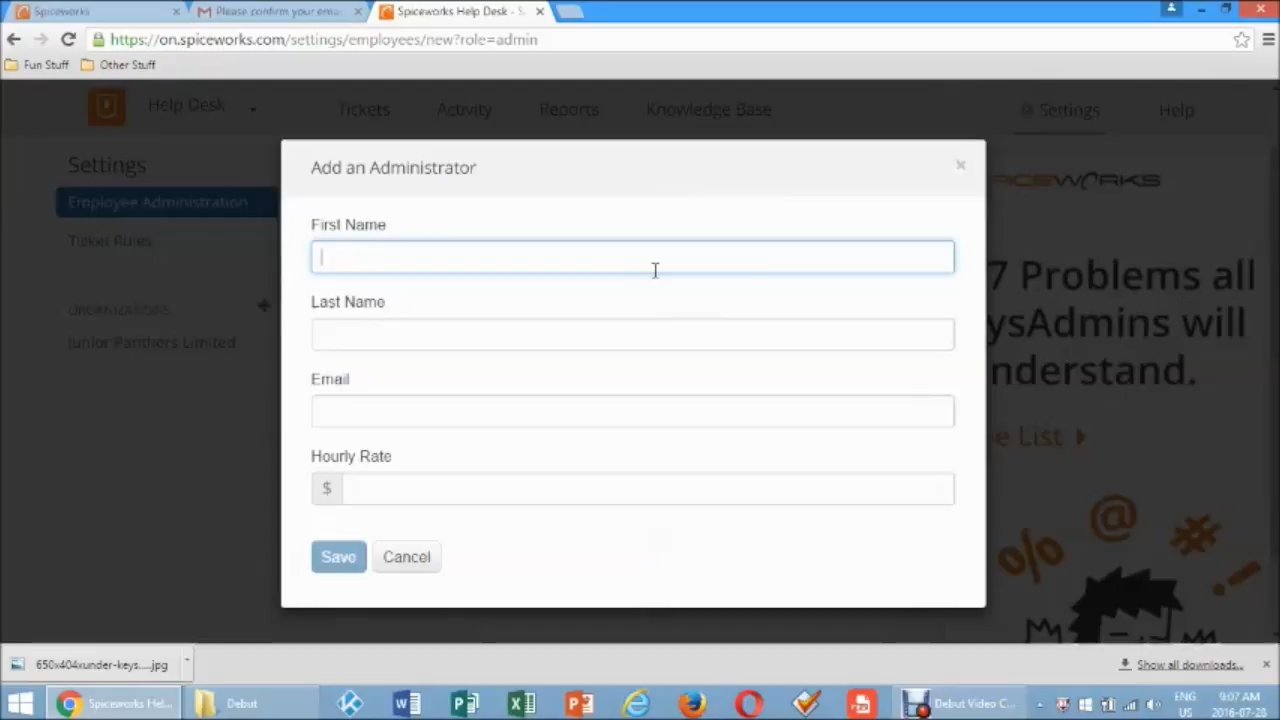 Spiceworks
Please confirm your emai
Spiceworks Help Desk - S
https://on.spiceworks.com/settings/employees/new?role=admin
Fun Stuff
Other Stuff
Help Desk
Tickets
Activity
Reports
Knowledge Base
Settings
Help
Settings
Employee Administration
Ticket Rules
ORGANIZATIONS
Junior Panthers Limited
Add an Administrator
First Name
Last Name
Email
Hourly Rate
$
Save
Cancel
ICEWORKS
7 Problems all
ysAdmins will
nderstand.
e List
650x404xunder-keys....jpg
Show all downloads...
Spiceworks Hel...
Debut
Debut Video C...
ENG
US
9:07 AM
2016-07-28